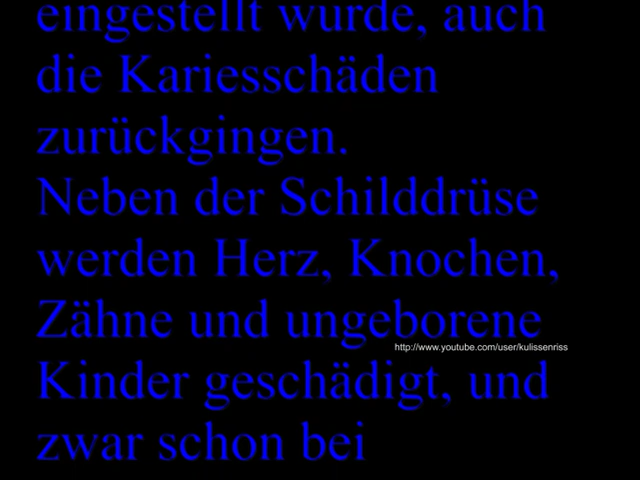 eingestellt wurde, auch
die Kariesschäden
zurückgingen.
Neben der Schilddrüse
werden Herz, Knochen,
Zähne und ungeborene
http://www.youtube.com/user/kulissenriss
Kinder geschädigt, und
zwar schon bei